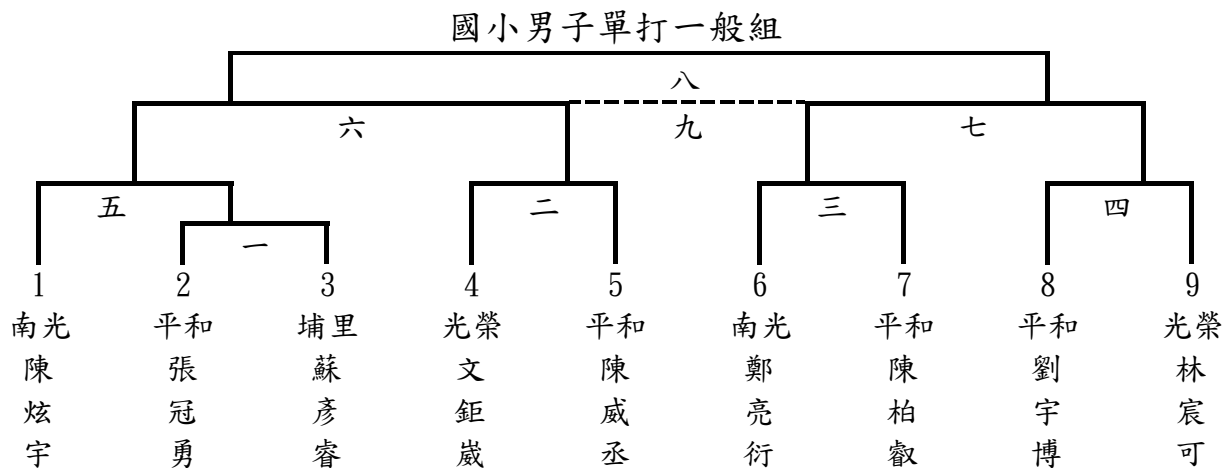 國小男子單打一般組
八
六 九 七
五 二 三 四
一
1 2 3 4 5 6 7 8 9
南光 平和 埔里 光榮 平和 南光 平和 平和 光榮
陳 張 蘇 文 陳 鄭 陳 劉 林
炫 冠 彥 鉅 威 亮 柏 宇 宸
宇 勇 睿 崴 丞 衍 叡 博 可